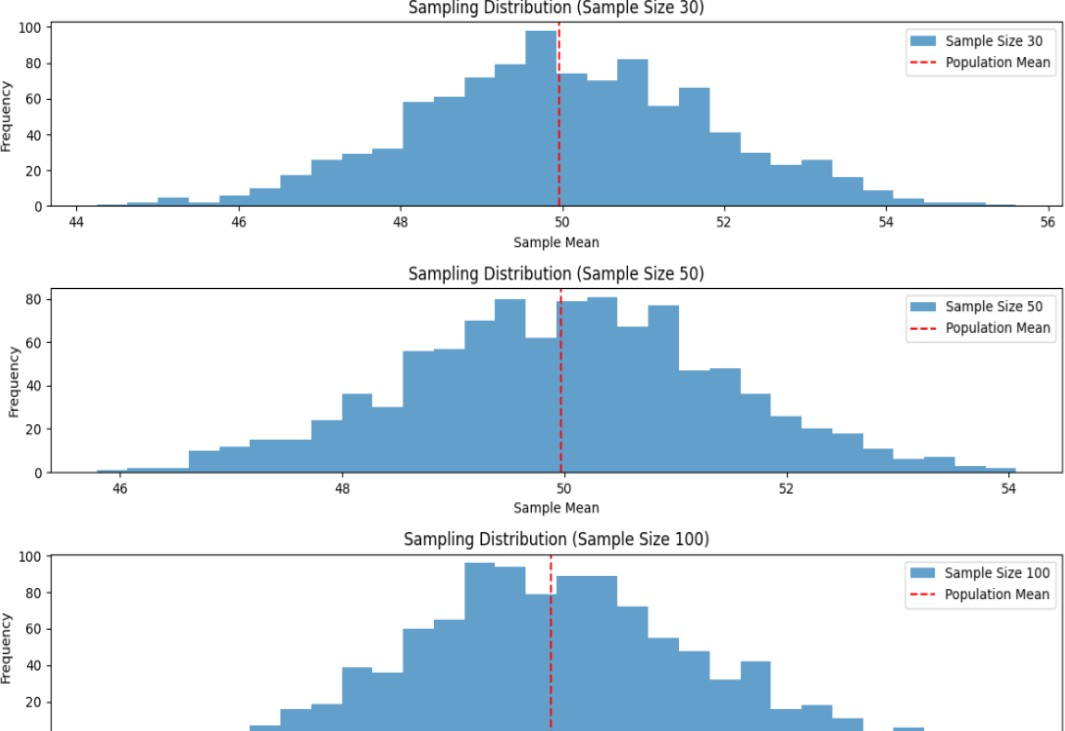 Sampling Distribution (Sample Size 30)
100
80
60
40
20
0
Frequency
Sample Size 30
Population Mean
44 46 48 50 52 54 56
Sample Mean
Sampling Distribution (Sample Size 50)
80
60
40
20
0
Frequency
Sample Size 50
Population Mean
46 48 50 52 54
Sample Mean
Sampling Distribution (Sample Size 100)
100
80
60
40
20
Frequency
Sample Size 100
Population Mean